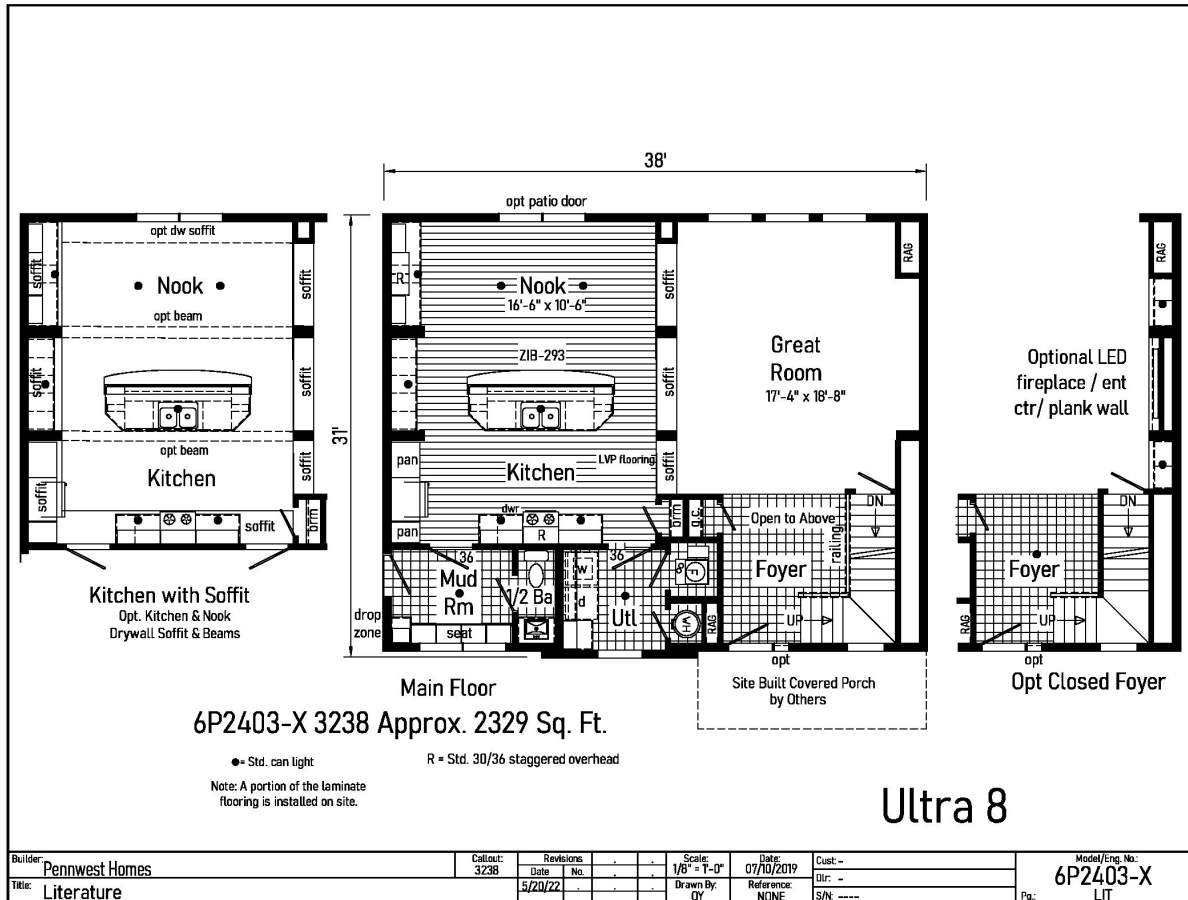 38'
opt patio door
opt dw soffit
soffit
Nook
soffit
opt beam
soffit
soffit
opt beam
Kitchen
soffit
soffit
soffit
brm
Kitchen with Soffit
Opt. Kitchen & Nook
Drywall Soffit & Beams
31'
R
Nook
16'-6" x 10'-6"
soffit
ZIB-293
soffit
pan
Kitchen
LVP flooring
soffit
pan
dwr
R
brm
Great
Room
17'-4" x 18'-8"
RAG
DN
Open to Above
railing
Foyer
UP
opt
36
Mud
Rm
drop
zone
seat
1/2 Ba
w
d
36
Utl
F
WH
RAG
Site Built Covered Porch
by Others
RAG
Optional LED
fireplace / ent
ctr/ plank wall
DN
Foyer
RAG
UP
opt
Opt Closed Foyer
Main Floor
6P2403-X 3238 Approx. 2329 Sq. Ft.
●= Std. can light
R = Std. 30/36 staggered overhead
Note: A portion of the laminate
flooring is installed on site.
Ultra 8
Builder: Pennwest Homes
Title: Literature
Callout:
3238
Revisions
Date No.
5/20/22
Scale:
1/8" = 1'-0"
Drawn By:
QY
Date:
07/10/2019
Reference:
NONE
Cust: -
Dlr: -
S/N: ----
Model/Eng. No.:
6P2403-X
Pg.: LIT